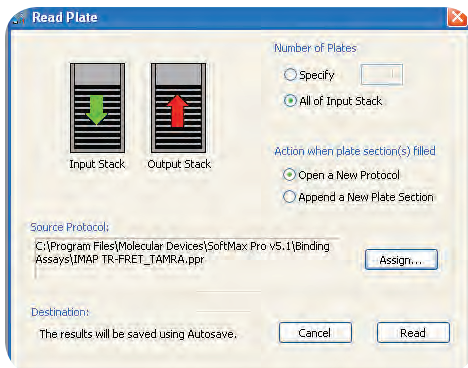 Read Plate
Number of Plates
Specify
All of Input Stack
Input Stack
Output Stack
Action when plate section(s) filled
Open a New Protocol
Append a New Plate Section
Source Protocol:
C:\Program Files\Molecular Devices\SoftMax Pro v5.1\Binding
Assays\IMAP TR-FRET_TAMRA.ppr
Assign...
Destination:
The results will be saved using Autosave.
Cancel
Read